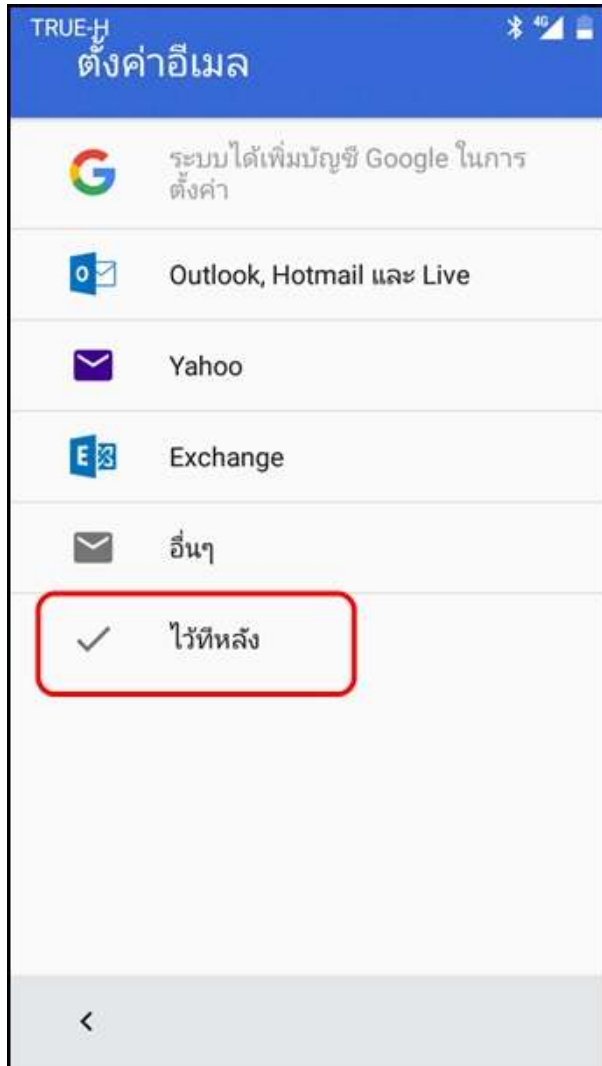 TRUE-H
4G
ตั้งค่าอีเมล
ระบบได้เพิ่มบัญชี Google ในการ
ตั้งค่า
Outlook, Hotmail และ Live
Yahoo
Exchange
อื่นๆ
ไว้ทีหลัง